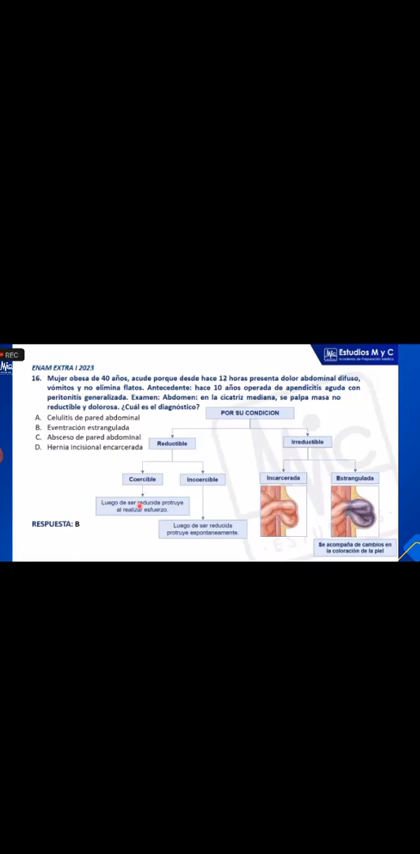 REC
MyC Estudios M y C
ENAM EXTRA I 2023
16. Mujer obesa de 40 años, acude porque desde hace 12 horas presenta dolor abdominal difuso,
vómitos y no elimina flatos. Antecedente: hace 10 años operada de apendicitis aguda con
peritonitis generalizada. Examen: Abdomen: en la cicatriz mediana, se palpa masa no
reductible y dolorosa. ¿Cuál es el diagnóstico?
A. Celulitis de pared abdominal
B. Eventración estrangulada
C. Absceso de pared abdominal
D. Hernia incisional encarcerada
RESPUESTA: B
POR SU CONDICION
Reductible
Irreductible
Coercible
Incoercible
Incarcerada
Estrangulada
Luego de ser reducida protruye
al realizar esfuerzo.
Luego de ser reducida
protruye espontaneamente.
Se acompaña de cambios en
la coloración de la piel